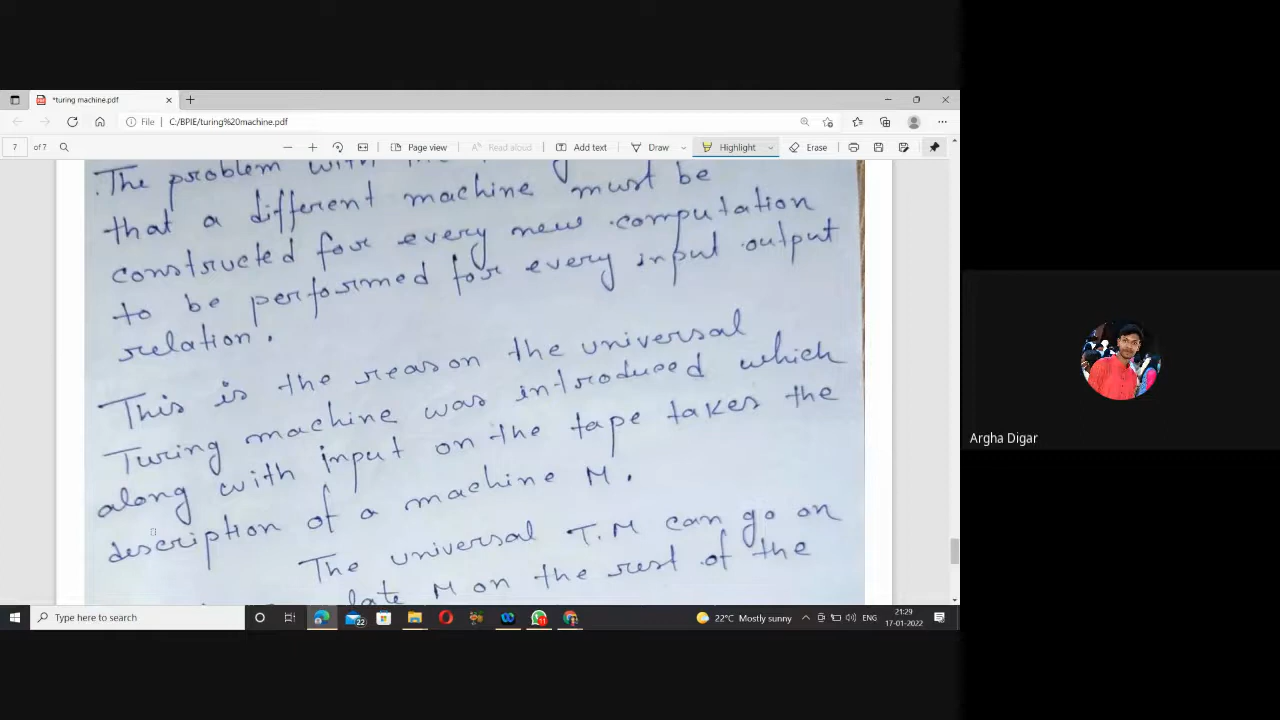 *turing machine.pdf
File
C:/BPIE/turing%20machine.pdf
7 of 7
Page view
Read aloud
Add text
Draw
Highlight
Erase
.The problem with
that a different machine must be
constructed for every new computation
to be performed for every input output
relation.
This is the reason the universal
Turing machine was introduced which
along with input on the tape takes the
description of a machine M.
The universal T.M can go on
late M on the rest of the
Argha Digar
Type here to search
22
22°C Mostly sunny
ENG
21:29
17-01-2022